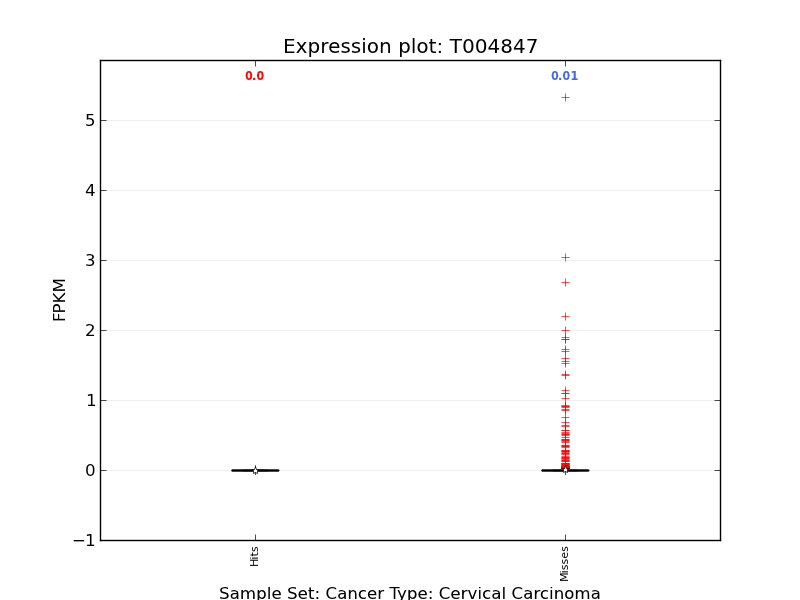 Expression plot: T004847
0.0
0.01
5
4
3
2
1
0
−1
FPKM
Hits
Misses
Sample Set: Cancer Type: Cervical Carcinoma